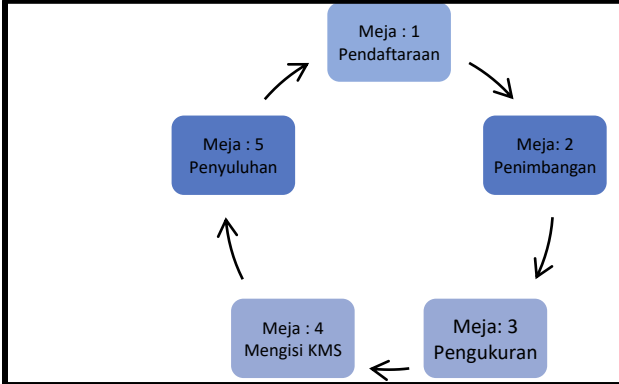 Meja : 1
Pendaftaraan
Meja: 2
Penimbangan
Meja: 3
Pengukuran
Meja : 4
Mengisi KMS
Meja : 5
Penyuluhan